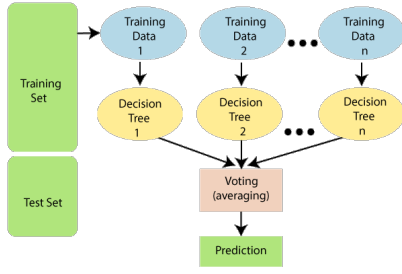 Training
Set
Training
Data
1
Training
Data
2
Training
Data
n
Decision
Tree
1
Decision
Tree
2
Decision
Tree
n
Test Set
Voting
(averaging)
Prediction